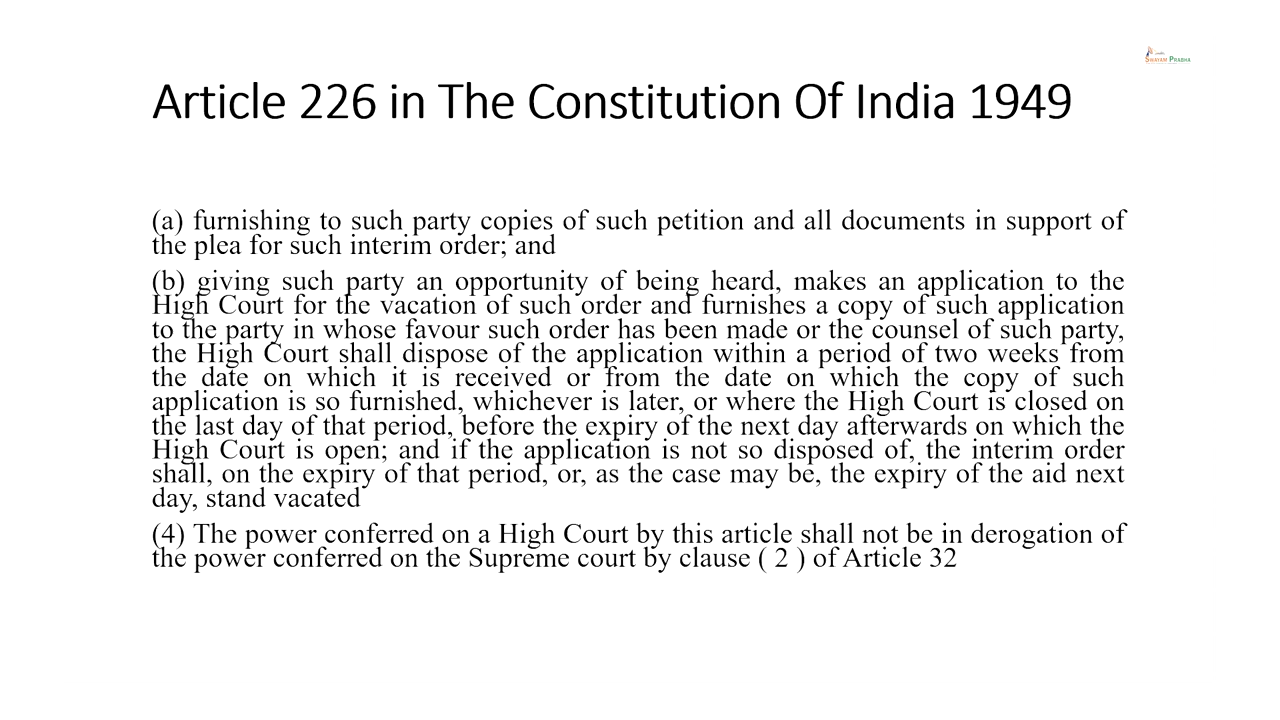 SWAYAM PRABHA
Article 226 in The Constitution Of India 1949
(a) furnishing to such party copies of such petition and all documents in support of
the plea for such interim order; and
(b) giving such party an opportunity of being heard, makes an application to the
High Court for the vacation of such order and furnishes a copy of such application
to the party in whose favour such order has been made or the counsel of such party,
the High Court shall dispose of the application within a period of two weeks from
the date on which it is received or from the date on which the copy of such
application is so furnished, whichever is later, or where the High Court is closed on
the last day of that period, before the expiry of the next day afterwards on which the
High Court is open; and if the application is not so disposed of, the interim order
shall, on the expiry of that period, or, as the case may be, the expiry of the aid next
day, stand vacated
(4) The power conferred on a High Court by this article shall not be in derogation of
the power conferred on the Supreme court by clause ( 2 ) of Article 32